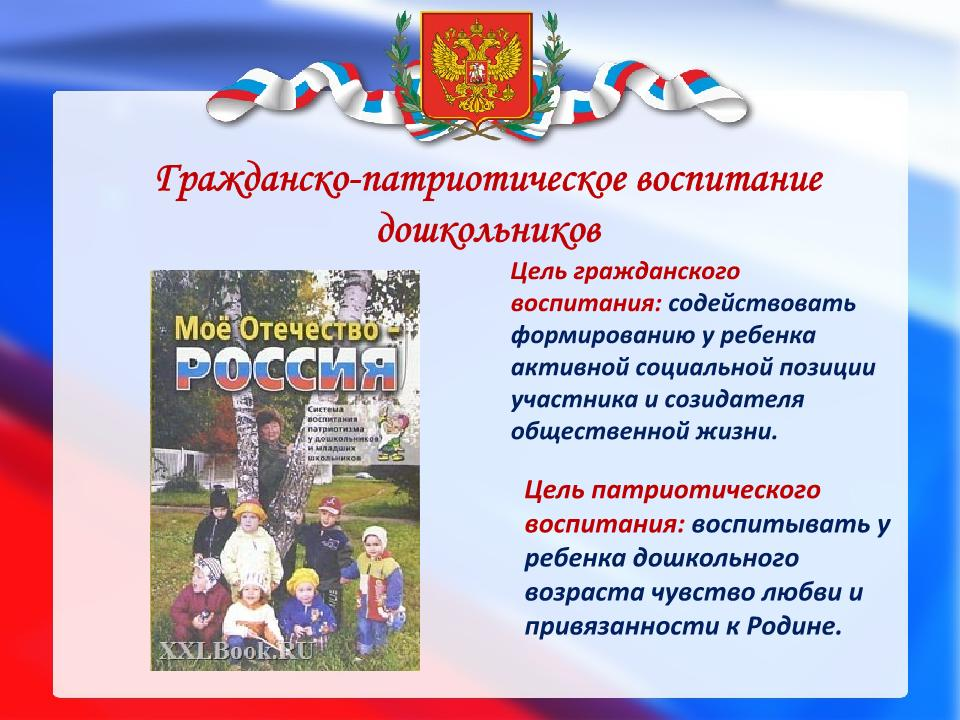 Гражданско-патриотическое воспитание
дошкольников
Моё Отечество -
РОССИЯ
Система
воспитания
патриотизма
у дошкольников
и младших
школьников
XXLBook.RU
Цель гражданского
воспитания: содействовать
формированию у ребенка
активной социальной позиции
участника и созидателя
общественной жизни.
Цель патриотического
воспитания: воспитывать у
ребенка дошкольного
возраста чувство любви и
привязанности к Родине.